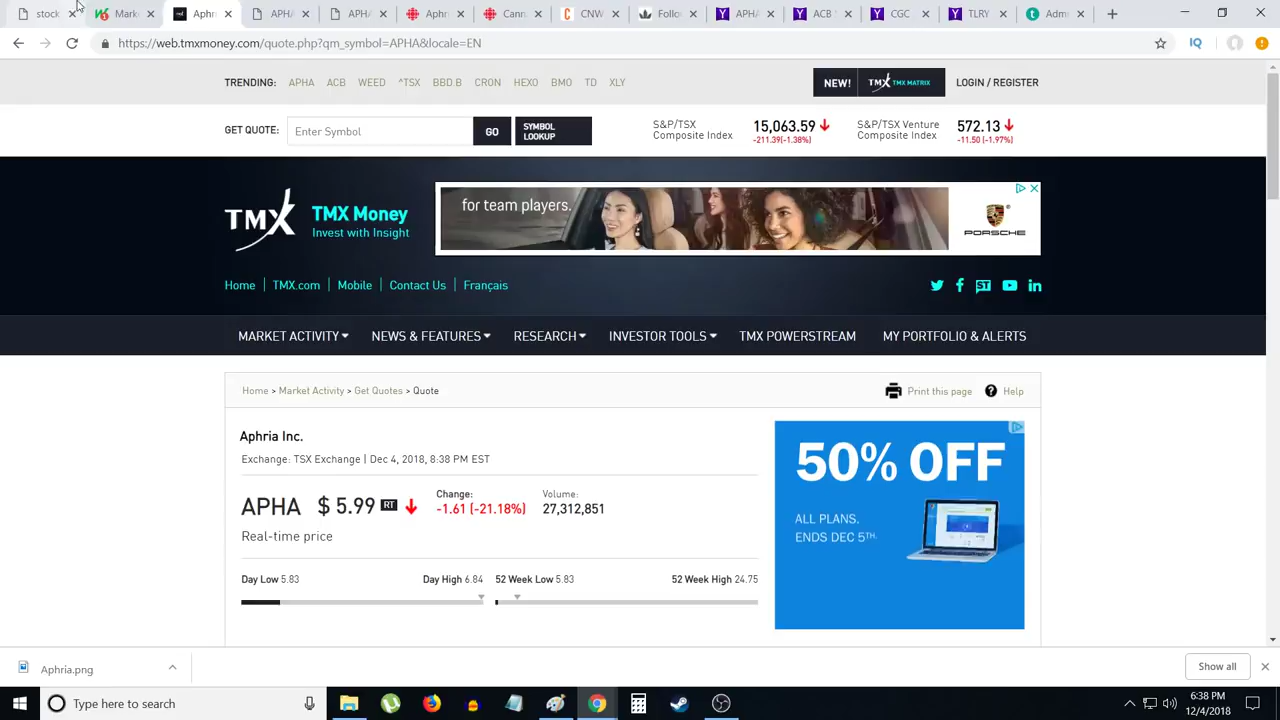 stock
Mark
Aphr
APHA
APHA
Aphri
Cann
CNW
Follo
APHA
ACB
CGC
TLRY
Adm
https://web.tmxmoney.com/quote.php?qm_symbol=APHA&locale=EN
IQ
TRENDING: APHA ACB WEED ^TSX BBD.B CRON HEXO BMO TD XLY
NEW! TMX TMX MATRIX
LOGIN / REGISTER
GET QUOTE: Enter Symbol GO SYMBOL LOOKUP
S&P/TSX Composite Index 15,063.59 -211.39(-1.38%)
S&P/TSX Venture Composite Index 572.13 -11.50 (-1.97%)
TMX TMX Money
Invest with Insight
for team players.
PORSCHE
Home TMX.com Mobile Contact Us Français
ST
MARKET ACTIVITY NEWS & FEATURES RESEARCH INVESTOR TOOLS TMX POWERSTREAM MY PORTFOLIO & ALERTS
Home > Market Activity > Get Quotes > Quote
Print this page Help
Aphria Inc.
Exchange: TSX Exchange | Dec 4, 2018, 8:38 PM EST
APHA $ 5.99 RT
Change: -1.61 (-21.18%)
Volume: 27,312,851
Real-time price
Day Low 5.83 Day High 6.84 52 Week Low 5.83 52 Week High 24.75
50% OFF
ALL PLANS.
ENDS DEC 5TH.
Aphria.png
Show all
Type here to search
6:38 PM
12/4/2018